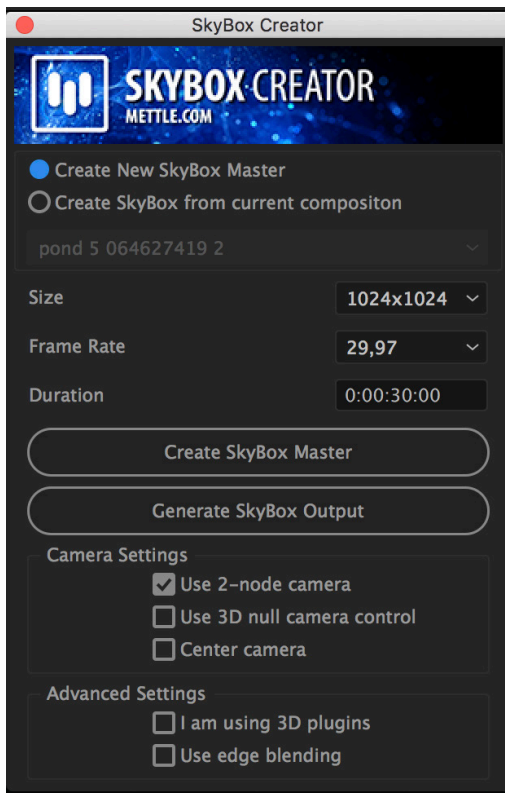 SkyBox Creator
SKYBOX CREATOR
METTLE.COM
Create New SkyBox Master
Create SkyBox from current compositon
pond 5 064627419 2
Size
1024x1024
Frame Rate
29,97
Duration
0:00:30:00
Create SkyBox Master
Generate SkyBox Output
Camera Settings
Use 2-node camera
Use 3D null camera control
Center camera
Advanced Settings
I am using 3D plugins
Use edge blending